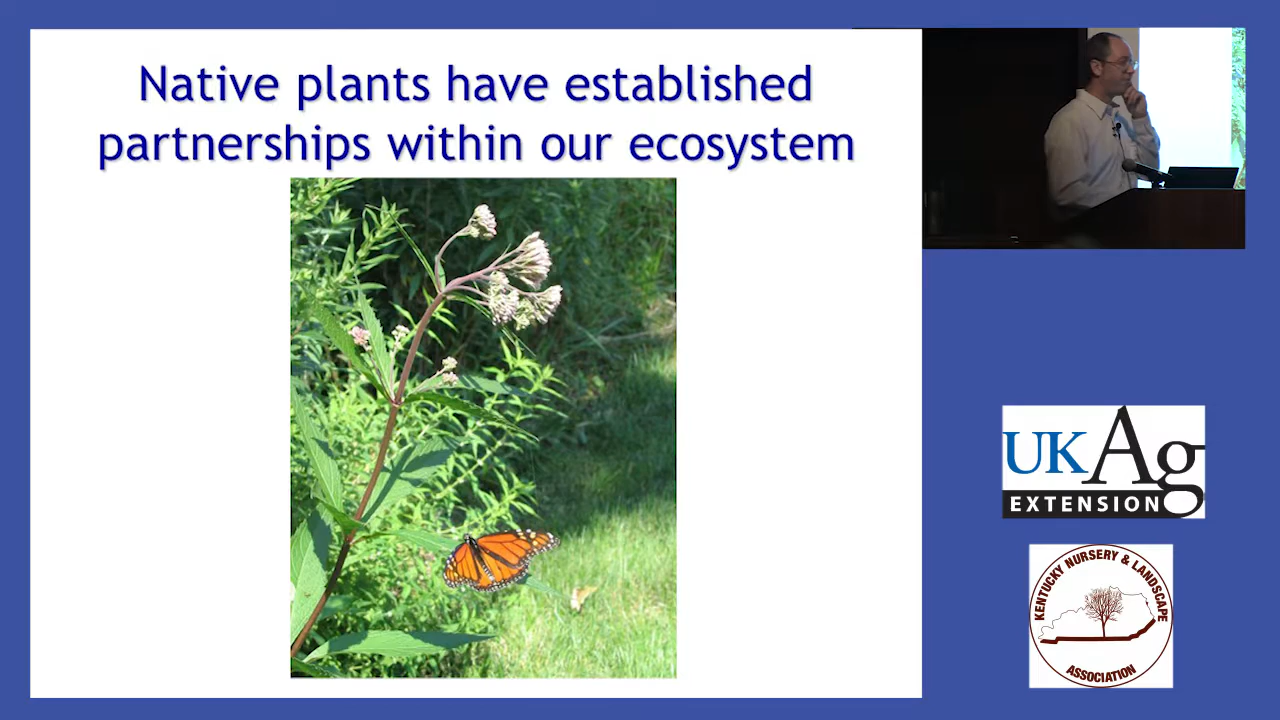 Native plants have established
partnerships within our ecosystem
UKAg
EXTENSION
KENTUCKY NURSERY & LANDSCAPE
ASSOCIATION